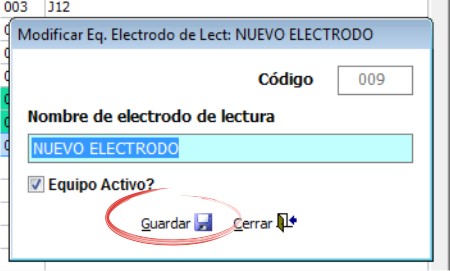 003 J12
Modificar Eq. Electrodo de Lect: NUEVO ELECTRODO
Código 009
Nombre de electrodo de lectura
NUEVO ELECTRODO
Equipo Activo?
Guardar Cerrar